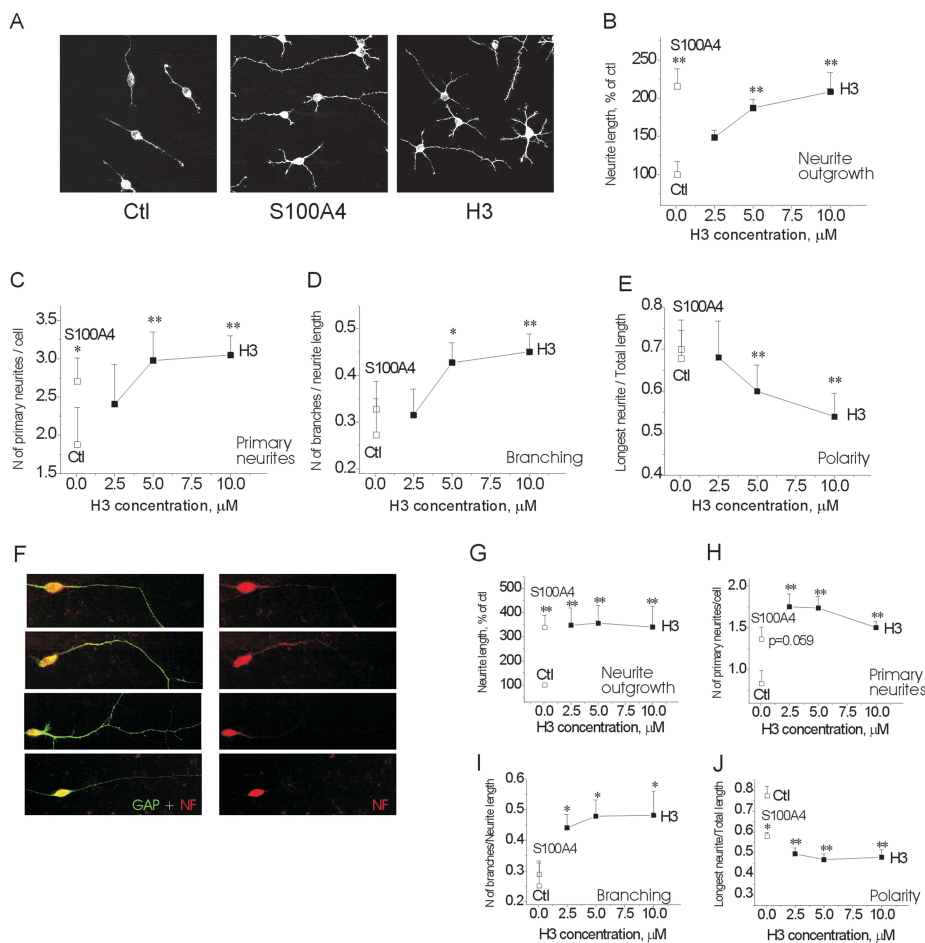 A
Ctl
S100A4
H3
B
Neurite length, % of ctl
250
200
150
100
S100A4
**
**
**
H3
Ctl
Neurite
outgrowth
0.0 2.5 5.0 7.5 10.0
H3 concentration, µM
C
N of primary neurites / cell
3.5
3.0
2.5
2.0
1.5
S100A4
*
**
**
H3
Ctl
Primary
neurites
0.0 2.5 5.0 7.5 10.0
H3 concentration, µM
D
N of branches / neurite length
0.5
0.4
0.3
0.2
S100A4
*
**
H3
Ctl
Branching
0.0 2.5 5.0 7.5 10.0
H3 concentration, µM
E
Longest neurite / Total length
0.8
0.7
0.6
0.5
0.4
S100A4
**
**
H3
Ctl
Polarity
0.0 2.5 5.0 7.5 10.0
H3 concentration, µM
F
GAP + NF
NF
G
Neurite length, % of ctl
500
400
300
200
100
S100A4
**
**
**
**
H3
Ctl
Neurite
outgrowth
0.0 2.5 5.0 7.5 10.0
H3 concentration, µM
H
N of primary neurites/cell
2.0
1.5
1.0
S100A4
p=0.059
**
**
**
H3
Ctl
Primary
neurites
0.0 2.5 5.0 7.5 10.0
H3 concentration, µM
I
N of branches/Neurite length
0.6
0.5
0.4
0.3
0.2
S100A4
*
*
*
H3
Ctl
Branching
0.0 2.5 5.0 7.5 10.0
H3 concentration, µM
J
Longest neurite/Total length
0.8
0.6
0.5
0.3
Ctl
S100A4
*
**
**
**
H3
Polarity
0.0 2.5 5.0 7.5 10.0
H3 concentration, µM